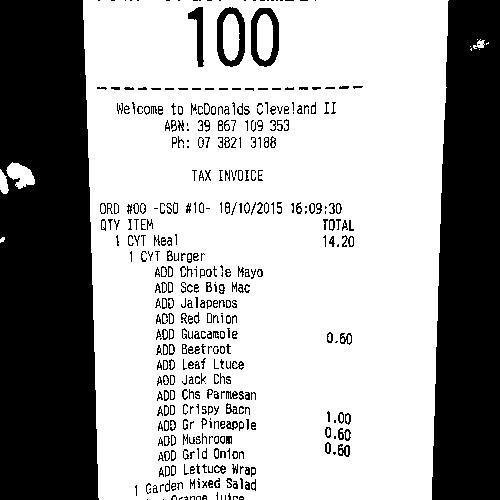 100
Welcome to McDonalds Cleveland II
ABN: 39 867 109 353
Ph: 07 3821 3188
TAX INVOICE
ORD #00 -CSO #10- 18/10/2015 16:09:30
QTY ITEM TOTAL
1 CYT Meal 14.20
1 CYT Burger
ADD Chipotle Mayo
ADD Sce Big Mac
ADD Jalapenos
ADD Red Onion
ADD Guacamole 0.60
ADD Beetroot
ADD Leaf Ltuce
ADD Jack Chs
ADD Chs Parmesan
ADD Crispy Bacn
ADD Gr Pineapple 1.00
ADD Mushroom 0.60
ADD Grld Onion 0.60
ADD Lettuce Wrap
1 Garden Mixed Salad
Orange Juice